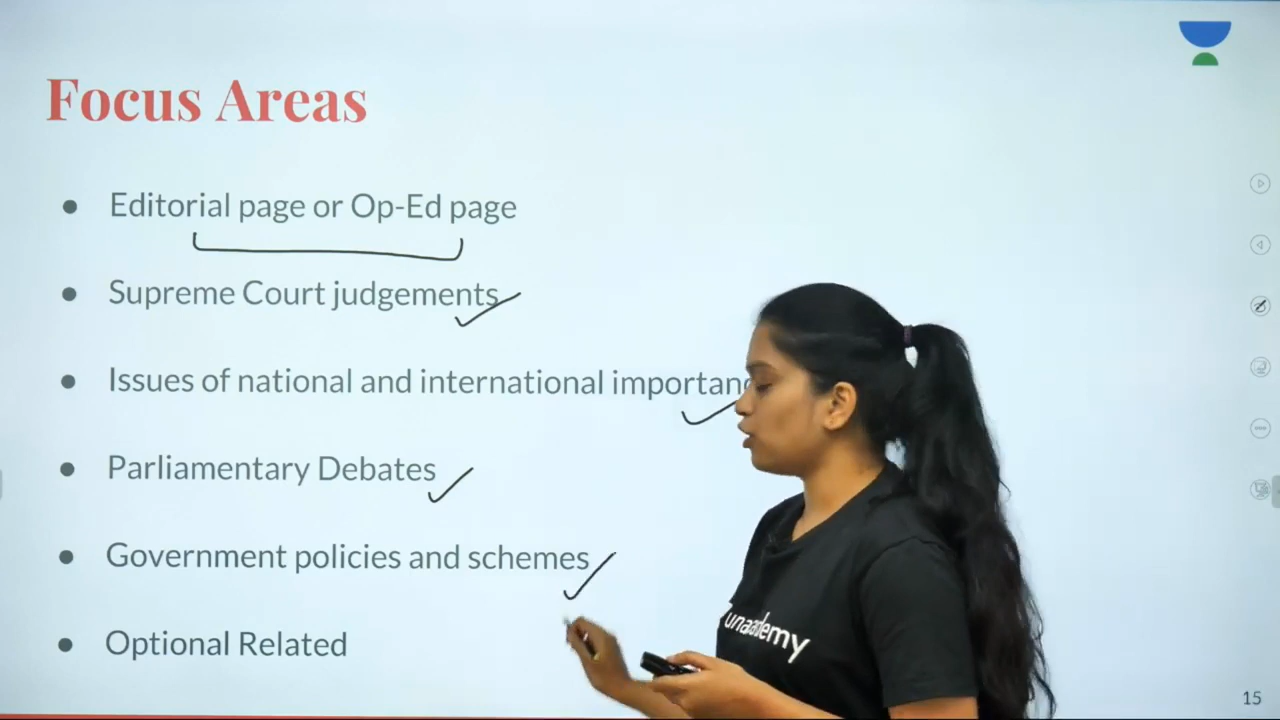 Focus Areas
● Editorial page or Op-Ed page
● Supreme Court judgements
● Issues of national and international importan
● Parliamentary Debates
● Government policies and schemes
● Optional Related
unacademy
15